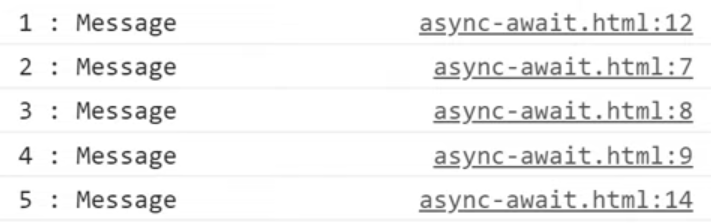 1 : Message async-await.html:12
2 : Message async-await.html:7
3 : Message async-await.html:8
4 : Message async-await.html:9
5 : Message async-await.html:14